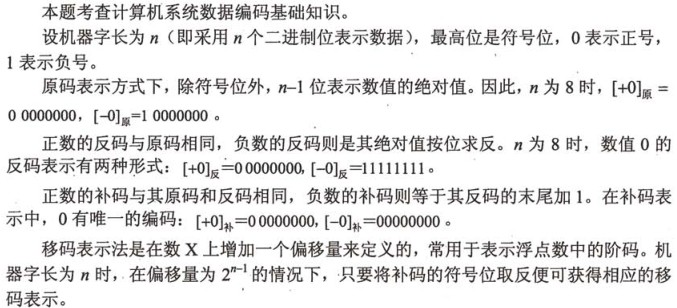 本题考查计算机系统数据编码基础知识。
设机器字长为 n（即采用 n 个二进制位表示数据），最高位是符号位，0 表示正号，
1 表示负号。
原码表示方式下，除符号位外，n–1 位表示数值的绝对值。因此，n 为 8 时，[+0]原 =
0 0000000，[–0]原=1 0000000 。
正数的反码与原码相同，负数的反码则是其绝对值按位求反。n 为 8 时，数值 0 的
反码表示有两种形式：[+0]反=0 0000000, [–0]反=11111111。
正数的补码与其原码和反码相同，负数的补码则等于其反码的末尾加 1。在补码表
示中，0 有唯一的编码：[+0]补=0 0000000, [–0]补=00000000 。
移码表示法是在数 X 上增加一个偏移量来定义的，常用于表示浮点数中的阶码。机
器字长为 n 时，在偏移量为 2ⁿ⁻¹ 的情况下，只要将补码的符号位取反便可获得相应的移
码表示。